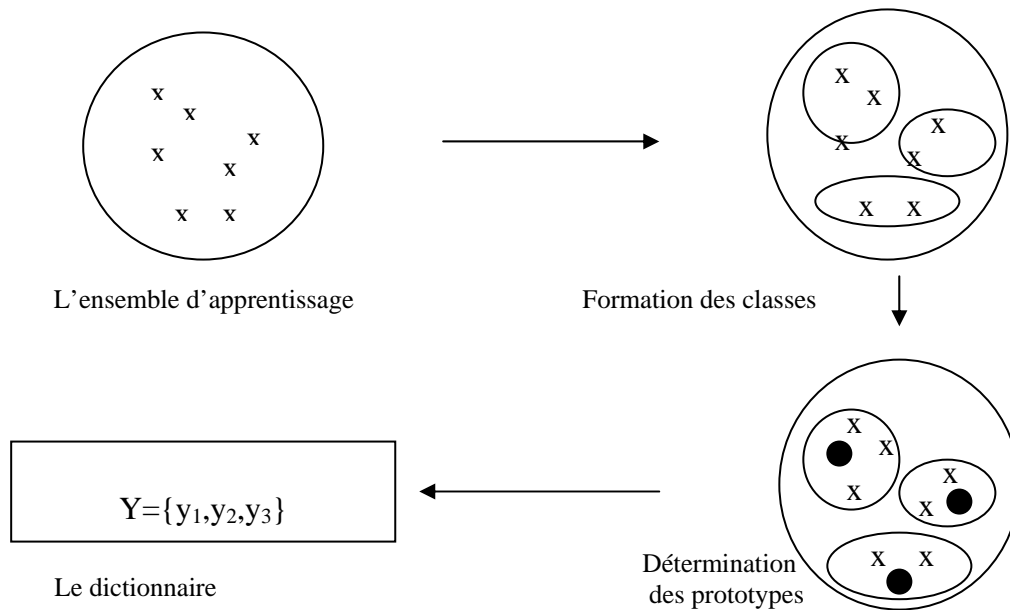 x
x
x
x
x
x
x
x
x
x
x
x
x
x
L’ensemble d’apprentissage
Formation des classes
x
x
x
x
x
x
x
Y={y₁,y₂,y₃}
Le dictionnaire
Détermination
des prototypes